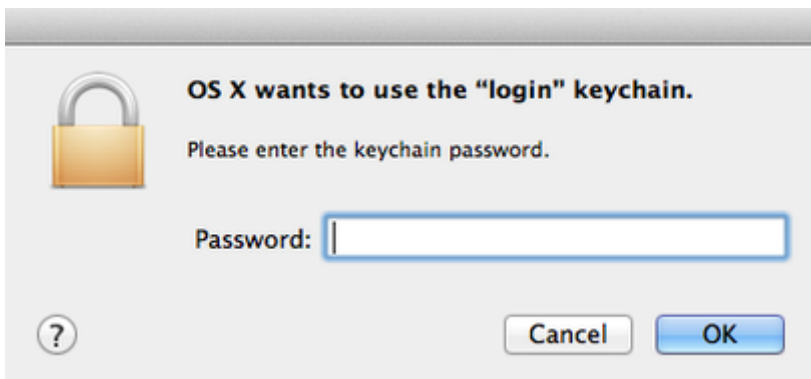 OS X wants to use the “login” keychain.
Please enter the keychain password.
Password:
?
Cancel
OK